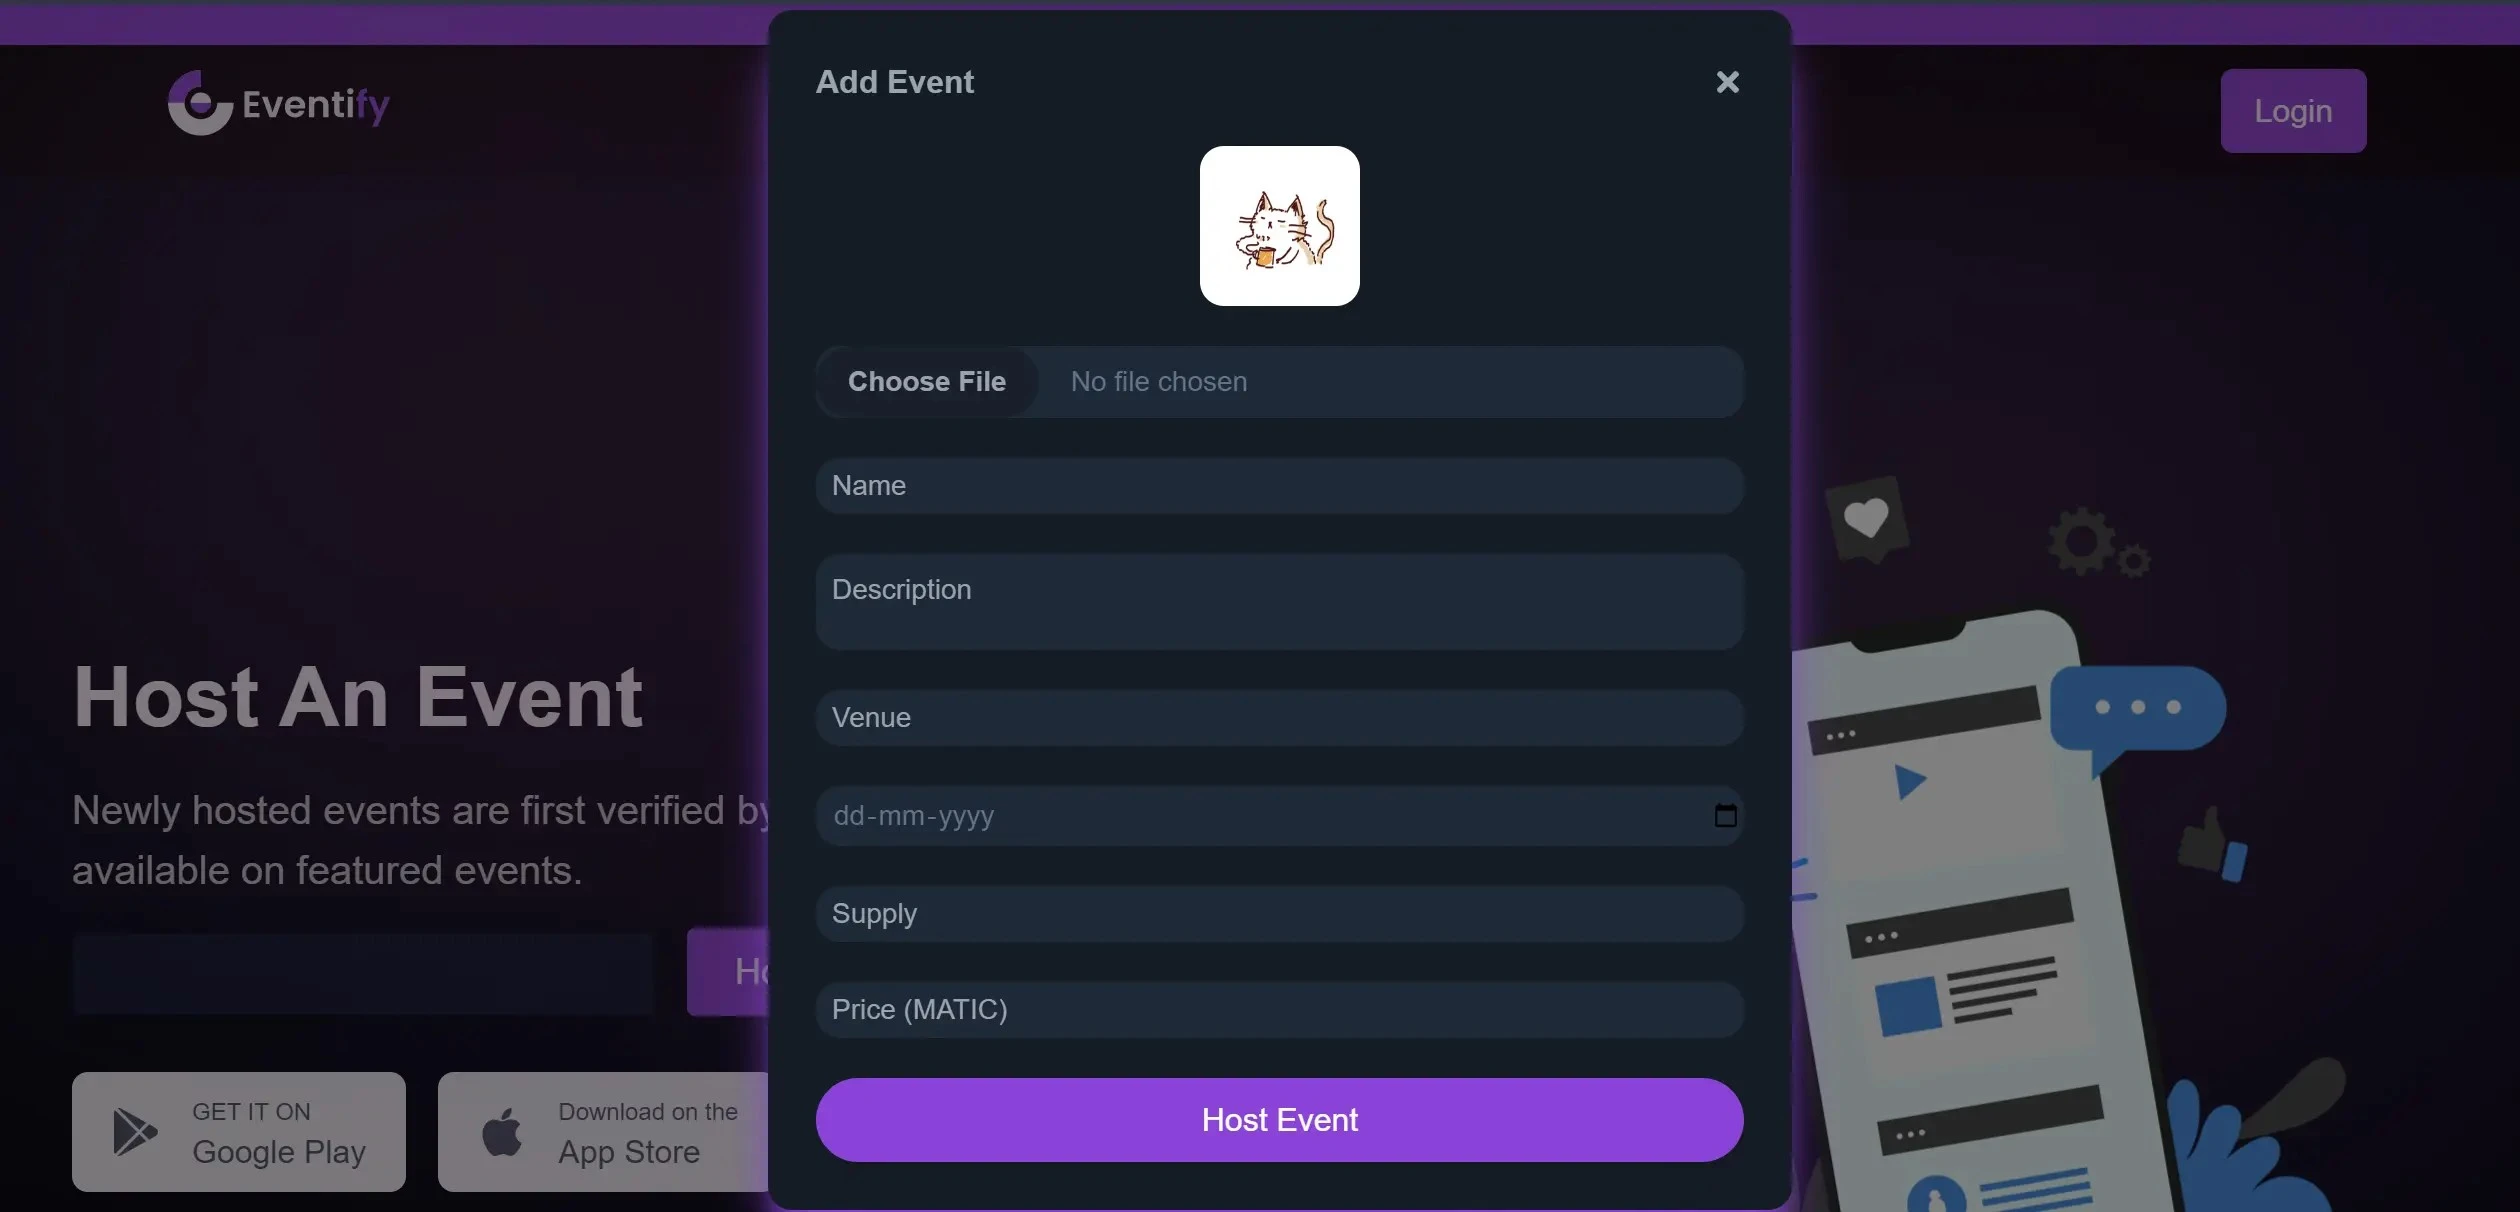 Eventify
Login
Host An Event
Newly hosted events are first verified by
available on featured events.
GET IT ON
Google Play
Download on the
App Store
Add Event
Choose File No file chosen
Name
Description
Venue
dd-mm-yyyy
Supply
Price (MATIC)
Host Event